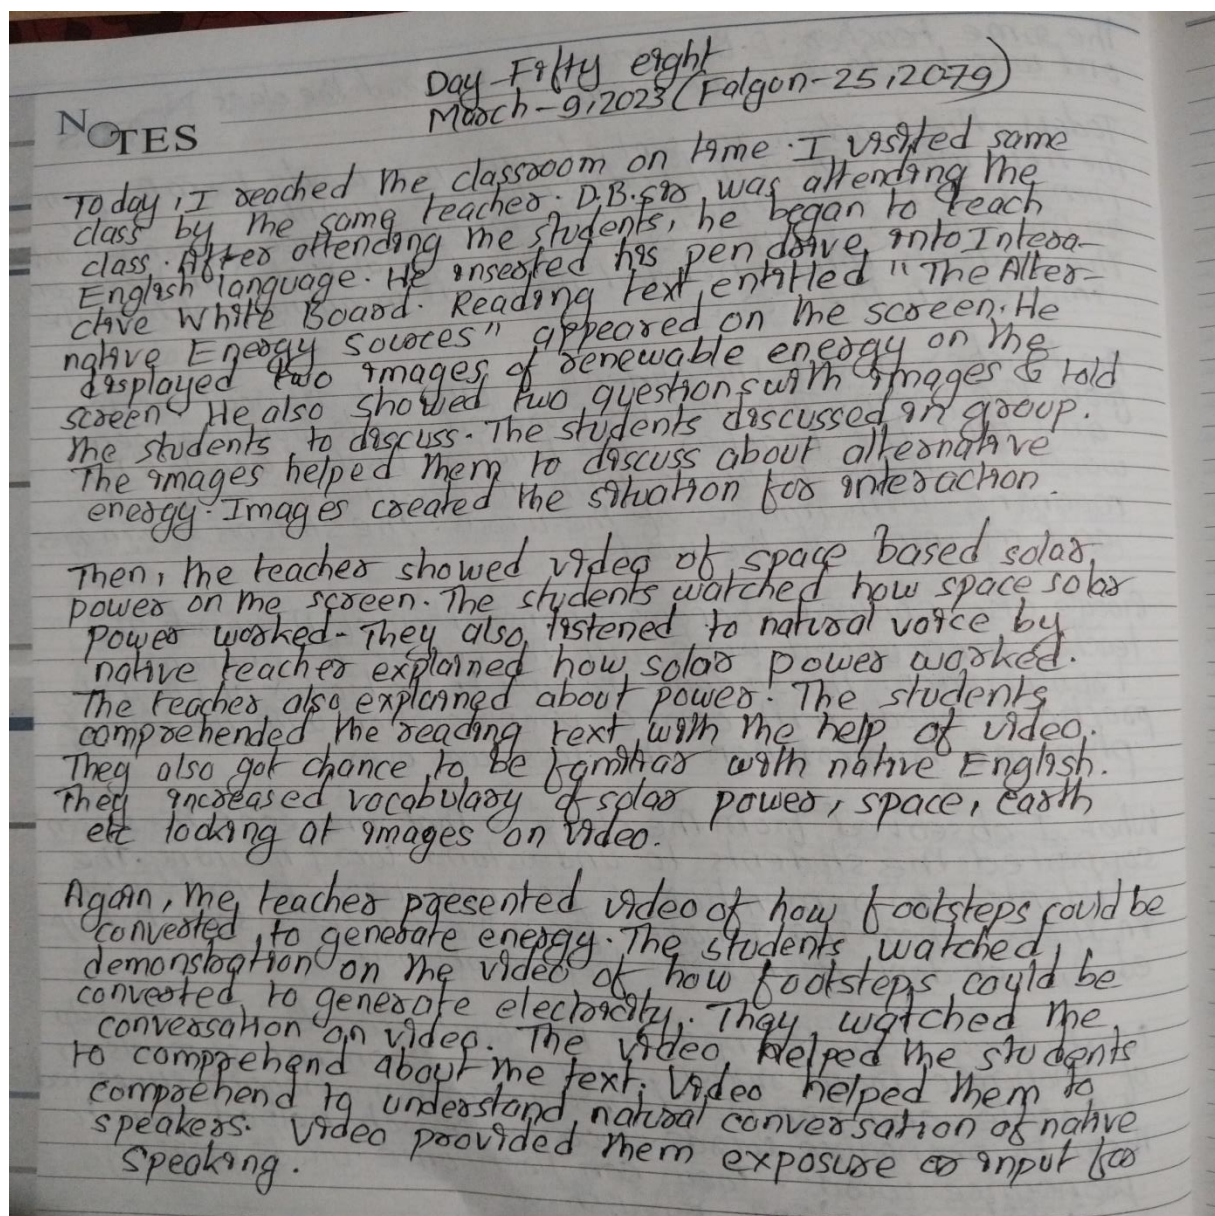 Day Fifty eight
March-9,2023 (Falgun-25,2079)
NOTES
Today, I reached the classroom on time. I visited same
class by the same teacher. D.B.sir was attending the
class. After attending the students, he began to teach
English language. He inserted his pen drive into Intera-
ctive White Board. Reading text entitled "The Alter-
native Energy Sources" appeared on the screen. He
displayed two images of renewable energy on the
screen. He also showed two questions with images & told
the students to discuss. The students discussed in group.
The images helped them to discuss about alternative
energy. Images created the situation for interaction.
Then, the teacher showed video of space based solar
power on the screen. The students watched how space solar
power worked. They also listened to natural voice by
native teacher explained how solar power worked.
The teacher also explained about power. The students
comprehended the reading text with the help of video.
They also got chance to be familiar with native English.
They increased vocabulary of solar power, space, earth
etc looking at images on video.
Again, the teacher presented video of how footsteps could be
converted to generate energy. The students watched
demonstration on the video of how footsteps could be
converted to generate electricity. They watched the
conversation on video. The video helped the students
to comprehend about the text. Video helped them to
comprehend to understand natural conversation of native
speakers. Video provided them exposure or input for
speaking.